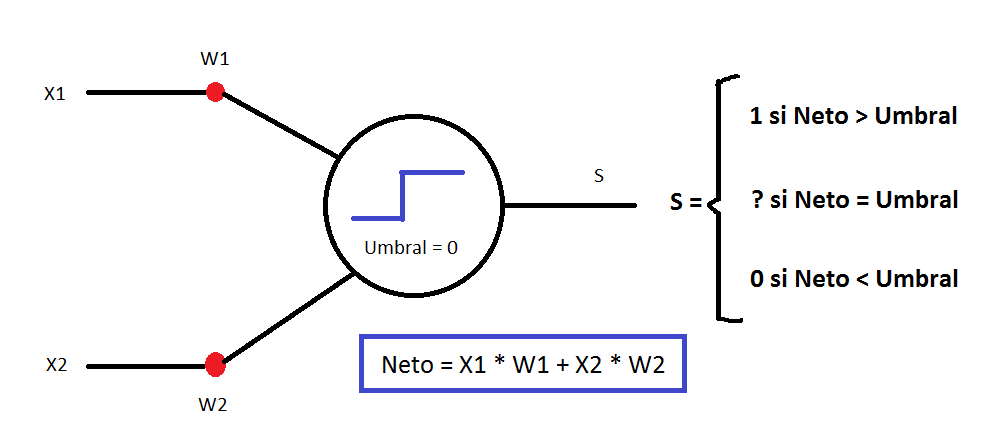 W1
X1
Umbral = 0
S
S =
1 si Neto > Umbral
? si Neto = Umbral
0 si Neto < Umbral
X2
W2
Neto = X1 * W1 + X2 * W2